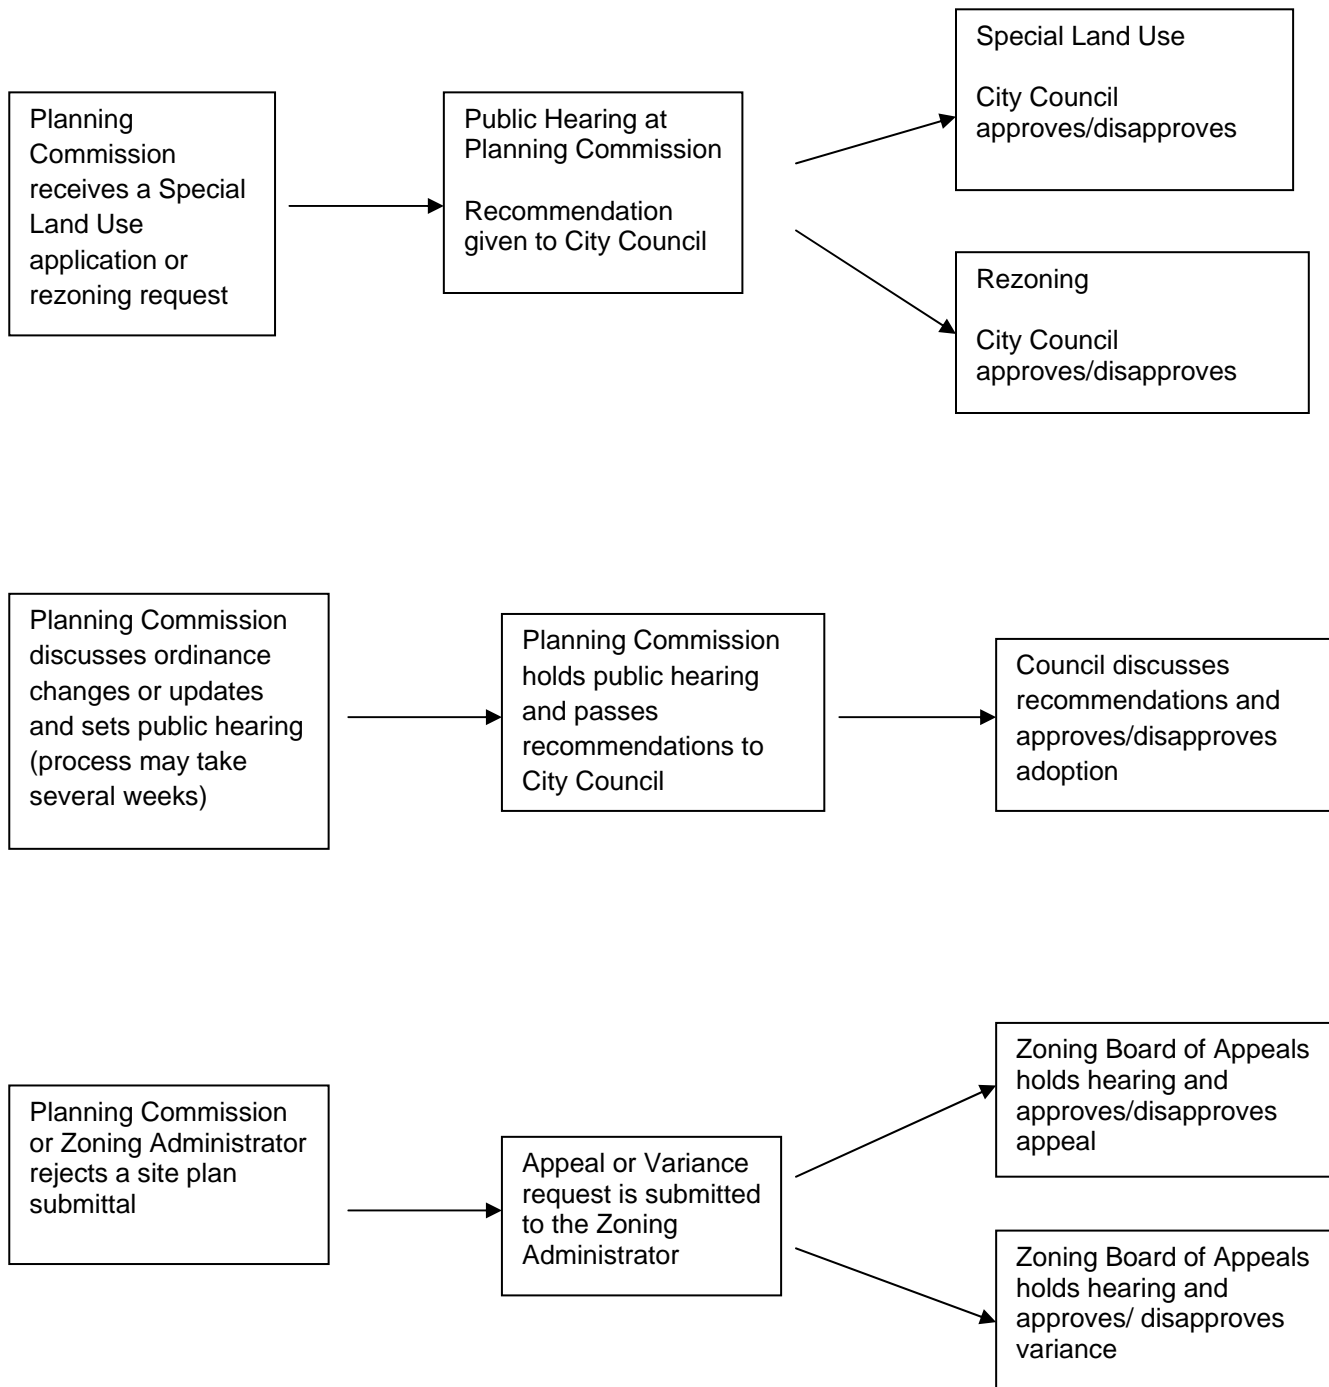 Planning
Commission
receives a Special
Land Use
application or
rezoning request
Public Hearing at
Planning Commission
Recommendation
given to City Council
Special Land Use
City Council
approves/disapproves
Rezoning
City Council
approves/disapproves
Planning Commission
discusses ordinance
changes or updates
and sets public hearing
(process may take
several weeks)
Planning Commission
holds public hearing
and passes
recommendations to
City Council
Council discusses
recommendations and
approves/disapproves
adoption
Planning Commission
or Zoning Administrator
rejects a site plan
submittal
Appeal or Variance
request is submitted
to the Zoning
Administrator
Zoning Board of Appeals
holds hearing and
approves/disapproves
appeal
Zoning Board of Appeals
holds hearing and
approves/ disapproves
variance